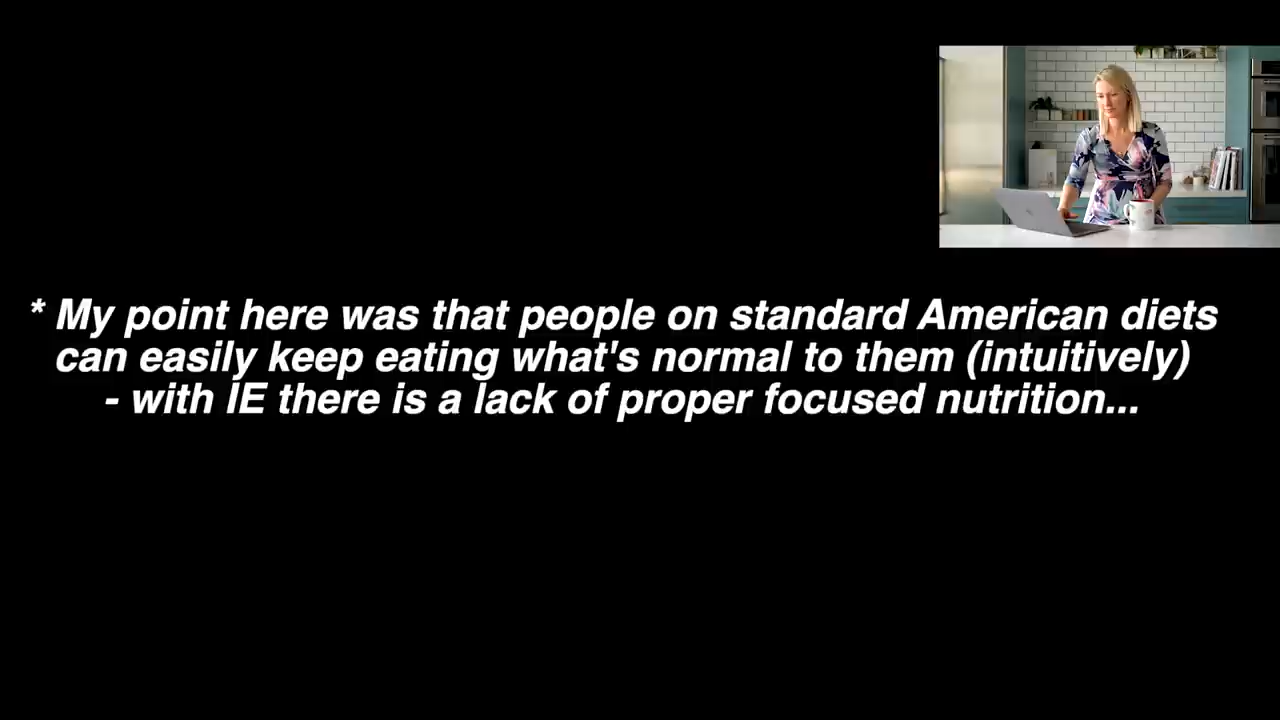 * My point here was that people on standard American diets
can easily keep eating what's normal to them (intuitively)
- with IE there is a lack of proper focused nutrition...